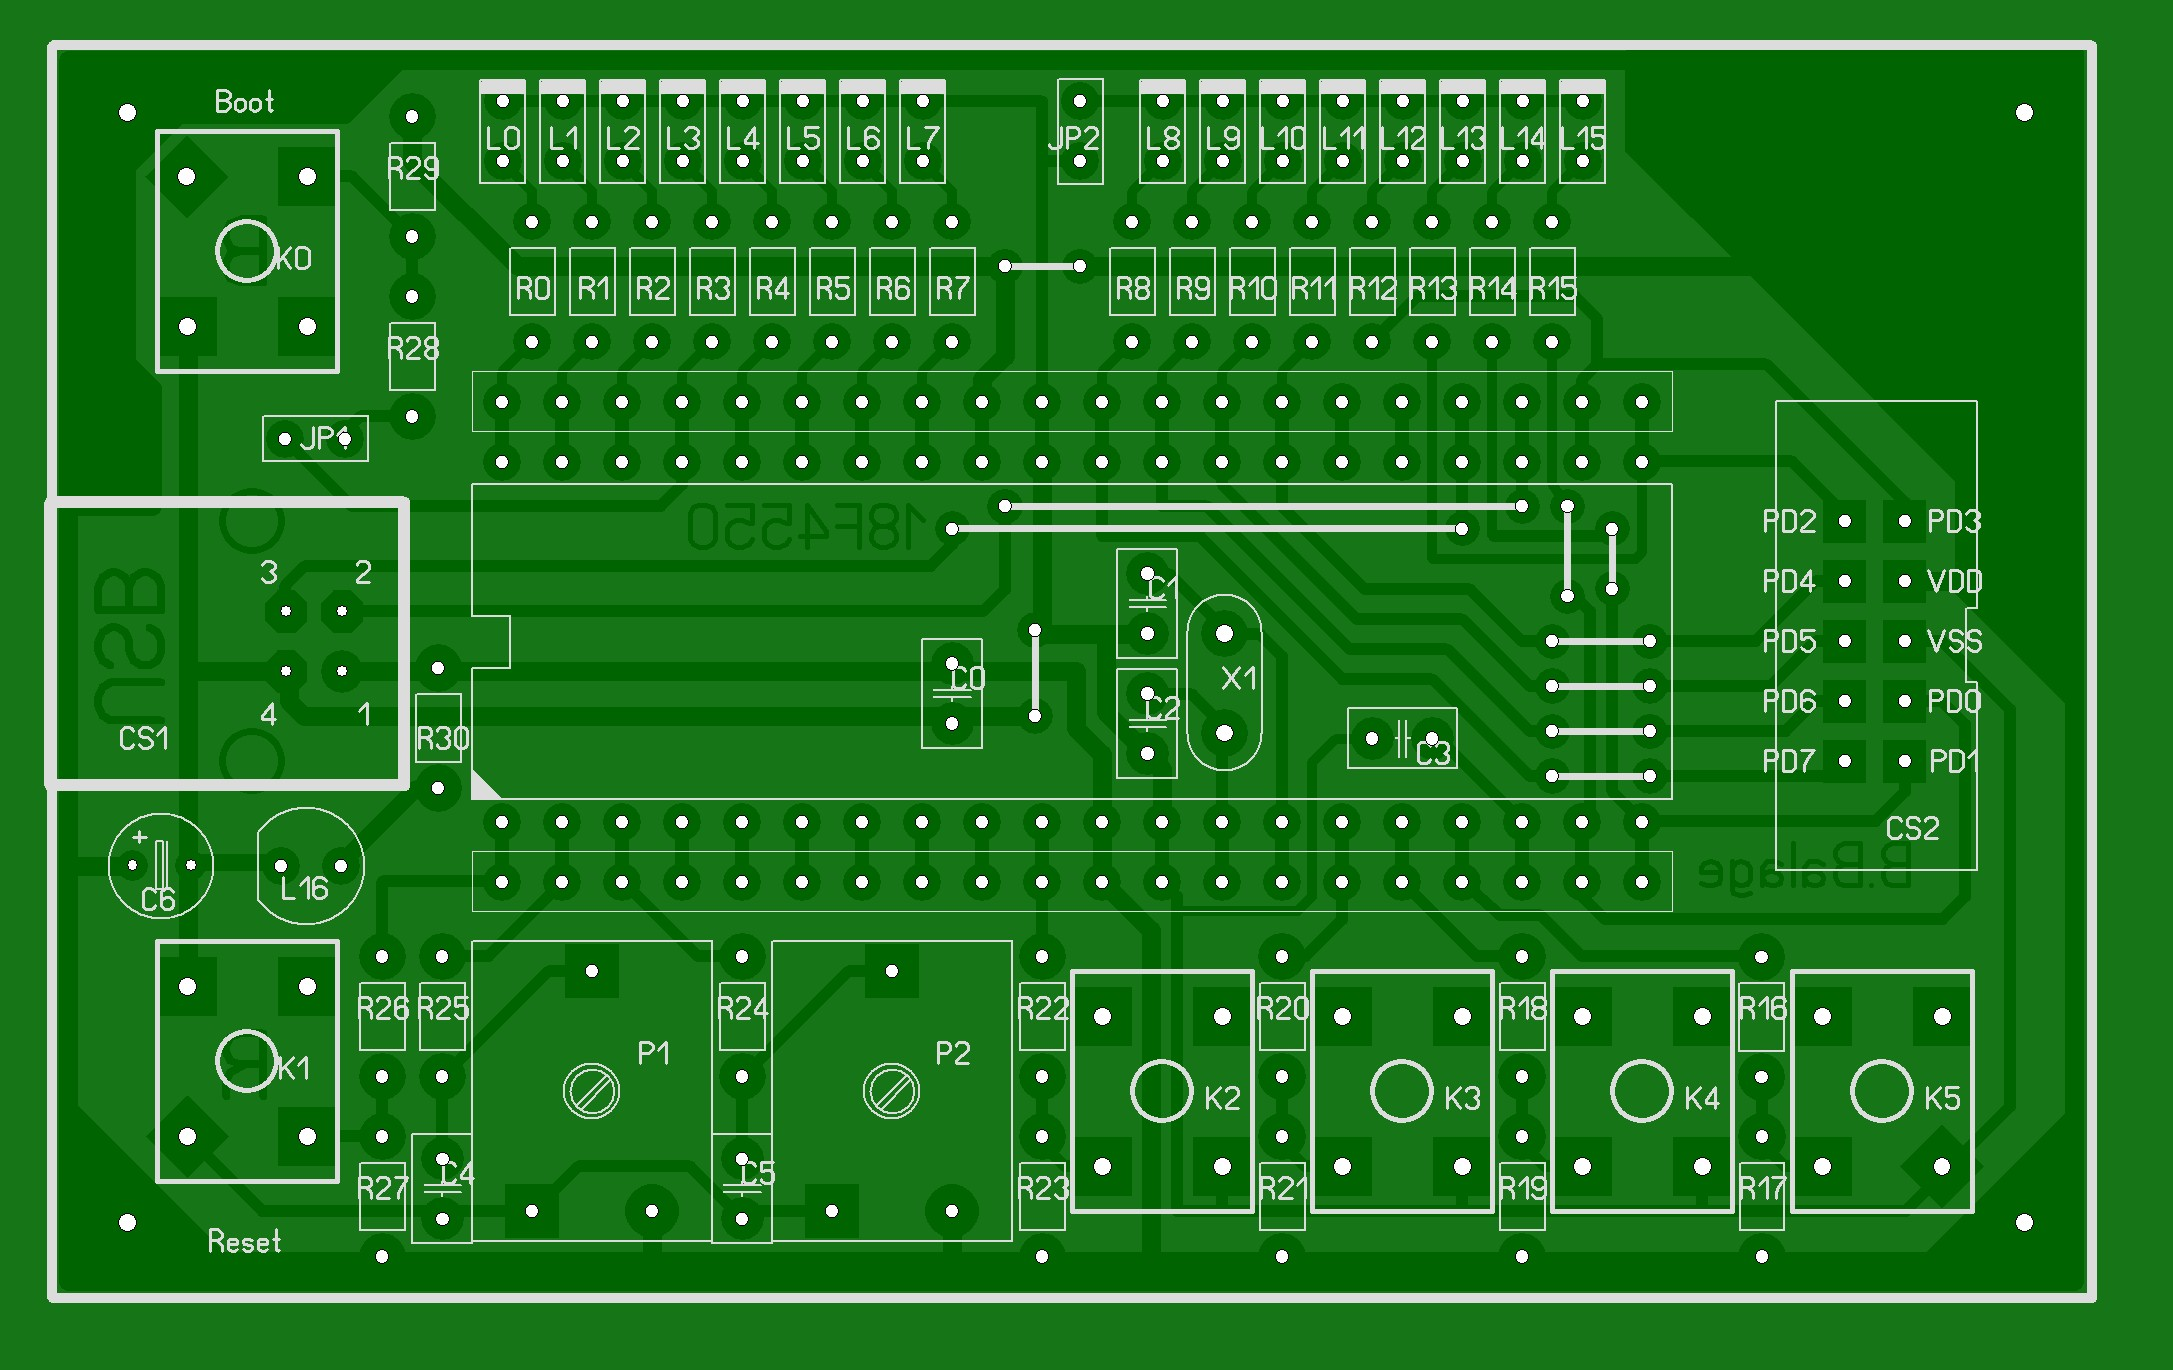 Boot
L0 L1 L2 L3 L4 L5 L6 L7 JP2 L8 L9 L10 L11 L12 L13 L14 L15
R29
K0
R0 R1 R2 R3 R4 R5 R6 R7 R8 R9 R10 R11 R12 R13 R14 R15
R28
JP1
18F4550
PD2 PD3
3 2
PD4 VDD
C1
USB
PD5 VSS
C0 X1
PD6 PD0
C2
4 1
CS1 R30 C3
PD7 PD1
+
CS2
B.Balage
C6 L16
R26 R25 R24 R22 R20 R18 R16
P1 P2
R
K1
K2 K3 K4 K5
C4 C5
R27 R23 R21 R19 R17
Reset